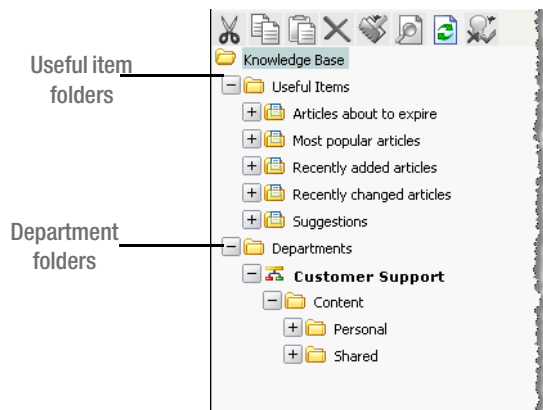 Knowledge Base
Useful item
folders
Useful Items
Articles about to expire
Most popular articles
Recently added articles
Recently changed articles
Suggestions
Department
folders
Departments
Customer Support
Content
Personal
Shared